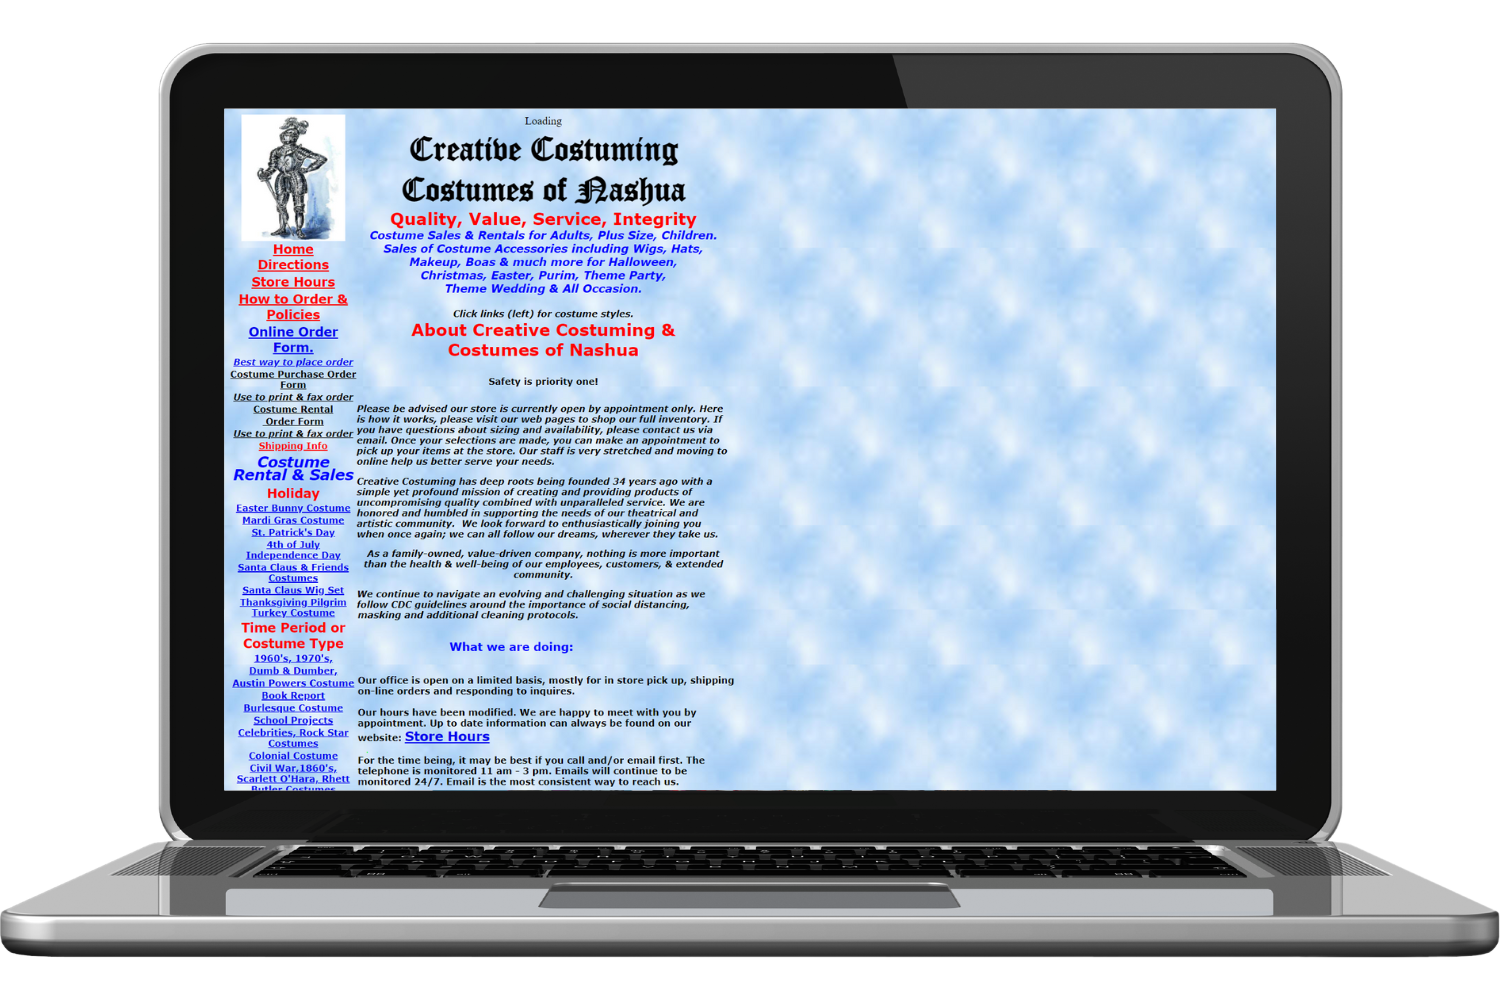 Loading
Creative Costuming
Costumes of Nashua
Quality, Value, Service, Integrity
Costume Sales & Rentals for Adults, Plus Size, Children.
Sales of Costume Accessories including Wigs, Hats,
Makeup, Boas & much more for Halloween,
Christmas, Easter, Purim, Theme Party,
Theme Wedding & All Occasion.
Click links (left) for costume styles.
About Creative Costuming &
Costumes of Nashua
Safety is priority one!
Please be advised our store is currently open by appointment only. Here
is how it works, please visit our web pages to shop our full inventory. If
you have questions about sizing and availability, please contact us via
email. Once your selections are made, you can make an appointment to
pick up your items at the store. Our staff is very stretched and moving to
online help us better serve your needs.
Creative Costuming has deep roots being founded 34 years ago with a
simple yet profound mission of creating and providing products of
uncompromising quality combined with unparalleled service. We are
honored and humbled in supporting the needs of our theatrical and
artistic community. We look forward to enthusiastically joining you
when once again; we can all follow our dreams, wherever they take us.
As a family-owned, value-driven company, nothing is more important
than the health & well-being of our employees, customers, & extended
community.
We continue to navigate an evolving and challenging situation as we
follow CDC guidelines around the importance of social distancing,
masking and additional cleaning protocols.
What we are doing:
Our office is open on a limited basis, mostly for in store pick up, shipping
on-line orders and responding to inquires.
Our hours have been modified. We are happy to meet with you by
appointment. Up to date information can always be found on our
website: Store Hours
For the time being, it may be best if you call and/or email first. The
telephone is monitored 11 am - 3 pm. Emails will continue to be
monitored 24/7. Email is the most consistent way to reach us.
Home
Directions
Store Hours
How to Order &
Policies
Online Order
Form.
Best way to place order
Costume Purchase Order
Form
Use to print & fax order
Costume Rental
Order Form
Use to print & fax order
Shipping Info
Costume
Rental & Sales
Holiday
Easter Bunny Costume
Mardi Gras Costume
St. Patrick's Day
4th of July
Independence Day
Santa Claus & Friends
Costumes
Santa Claus Wig Set
Thanksgiving Pilgrim
Turkey Costume
Time Period or
Costume Type
1960's, 1970's,
Dumb & Dumber,
Austin Powers Costume
Book Report
Burlesque Costume
School Projects
Celebrities, Rock Star
Costumes
Colonial Costume
Civil War,1860's,
Scarlett O'Hara, Rhett
Butler Costumes